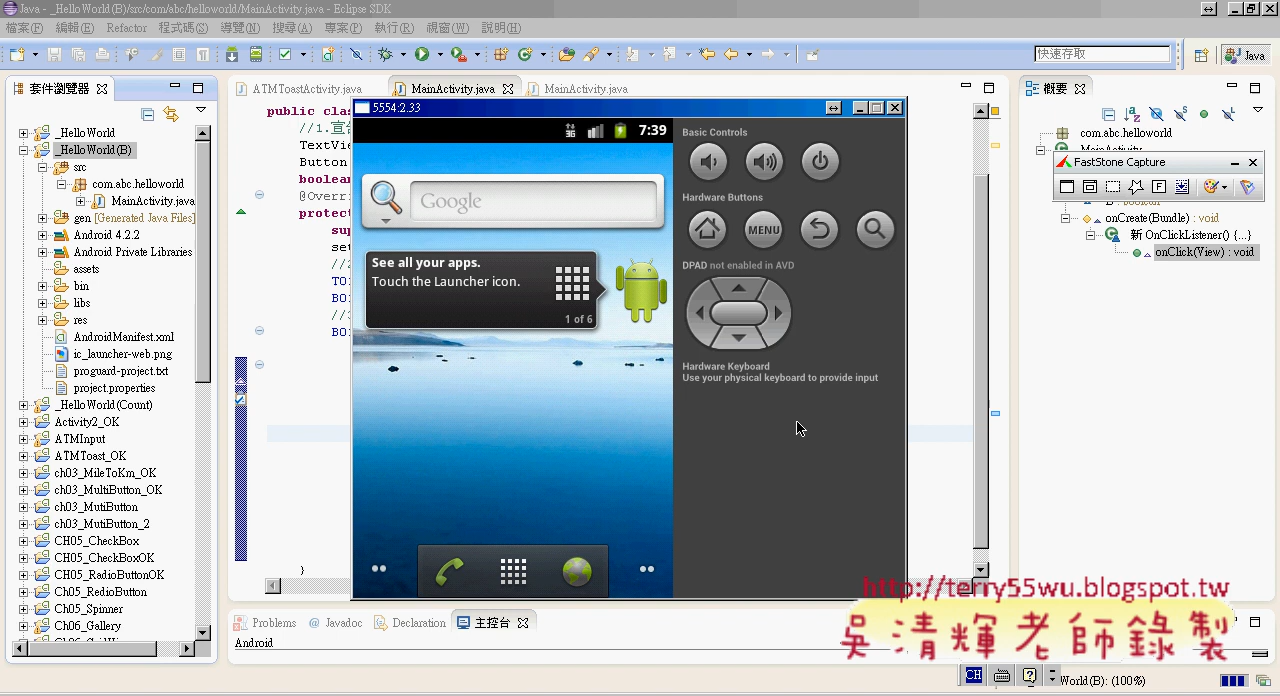 Java - _HelloWorld(B)/src/com/abc/helloworld/MainActivity.java - Eclipse SDK
檔案(F) 編輯(E) Refactor 程式碼(S) 導覽(N) 搜尋(A) 專案(P) 執行(R) 視窗(W) 說明(H)
快速存取
Java
套件瀏覽器
_HelloWorld
_HelloWorld(B)
src
com.abc.helloworld
MainActivity.java
gen [Generated Java Files]
Android 4.2.2
Android Private Libraries
assets
bin
libs
res
AndroidManifest.xml
ic_launcher-web.png
proguard-project.txt
project.properties
_HelloWorld(Count)
Activity2_OK
ATMInput
ATMToast_OK
ch03_MileToKm_OK
ch03_MultiButton_OK
ch03_MutiButton
ch03_MutiButton_2
CH05_CheckBox
CH05_CheckBoxOK
CH05_RadioButtonOK
CH05_RedioButton
Ch05_Spinner
Ch06_Gallery
ATMToastActivity.java
MainActivity.java
MainActivity.java
public clas
//1.宣
TextVie
Button
boolean
@Overri
protect
sup
set
//2
TO1
BO1
//3
BO1
}
5554:2.33
3G
7:39
Google
See all your apps.
Touch the Launcher icon.
1 of 6
Basic Controls
Hardware Buttons
MENU
DPAD not enabled in AVD
Hardware Keyboard
Use your physical keyboard to provide input
概要
com.abc.helloworld
MainActivity
FastStone Capture
B : boolean
onCreate(Bundle) : void
新 OnClickListener() {...}
onClick(View) : void
Problems
@ Javadoc
Declaration
主控台
Android
http://terry55wu.blogspot.tw
吳清輝老師錄製
CH
World(B): (100%)